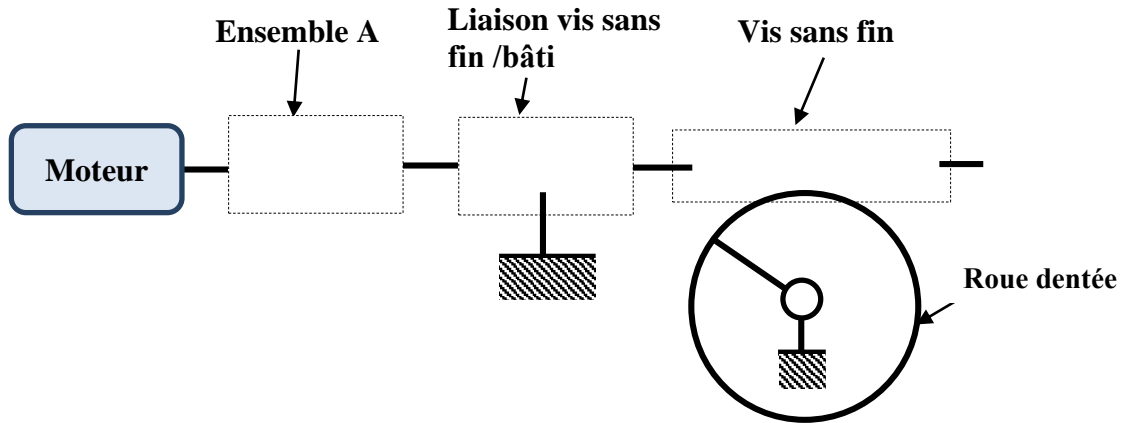 Ensemble A
Liaison vis sans
fin /bâti
Vis sans fin
Moteur
Roue dentée